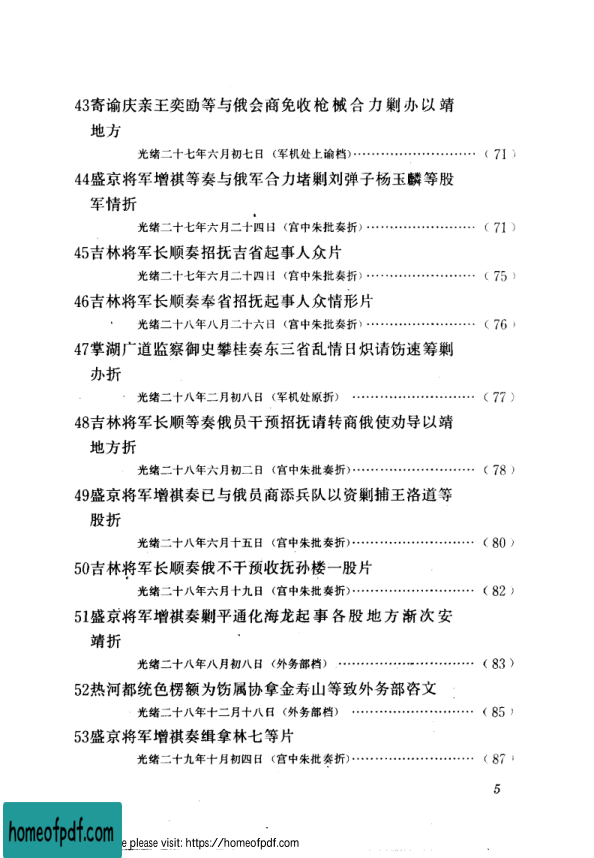 43寄谕庆亲王奕劻等与俄会商免收枪械合力剿办以靖
地方
光绪二十七年六月初七日（军机处上谕档）…………………………（71）
44盛京将军增祺等奏与俄军合力堵剿刘弹子杨玉麟等股
军情折
光绪二十七年六月二十四日（宫中朱批奏折）………………………（71）
45吉林将军长顺奏招抚吉省起事人众片
光绪二十七年六月二十四日（宫中朱批奏折）………………………（75）
46吉林将军长顺奏奉省招抚起事人众情形片
光绪二十八年八月二十六日（宫中朱批奏折）………………………（76）
47掌湖广道监察御史攀桂奏东三省乱情日炽请饬速筹剿
办折
光绪二十八年二月初八日（军机处原折）……………………………（77）
48吉林将军长顺等奏俄员干预招抚请转商俄使劝导以靖
地方折
光绪二十八年六月初二日（宫中朱批奏折）…………………………（78）
49盛京将军增祺奏已与俄员商添兵队以资剿捕王洛道等
股折
光绪二十八年六月十五日（宫中朱批奏折）…………………………（80）
50吉林将军长顺奏俄不干预收抚孙楼一股片
光绪二十八年六月十九日（宫中朱批奏折）…………………………（82）
51盛京将军增祺奏剿平通化海龙起事各股地方渐次安
靖折
光绪二十八年八月初八日（外务部档）………………………………（83）
52热河都统色楞额为饬属协拿金寿山等致外务部咨文
光绪二十八年十二月十八日（外务部档）……………………………（85）
53盛京将军增祺奏缉拿林七等片
光绪二十九年十月初四日（宫中朱批奏折）…………………………（87）
5
homeofpdf.com
please visit: https://homeofpdf.com